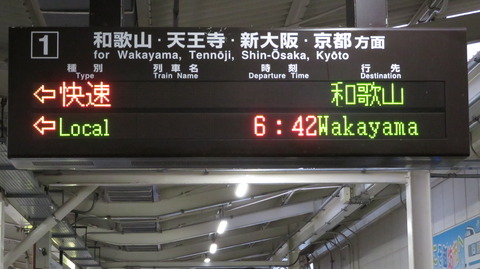 1 和歌山・天王寺・新大阪・京都方面
for Wakayama, Tennōji, Shin-Ōsaka, Kyōto
種別 列車名 時刻 行先
Type Train Name Departure Time Destination
←快速 和歌山
←Local 6:42 Wakayama